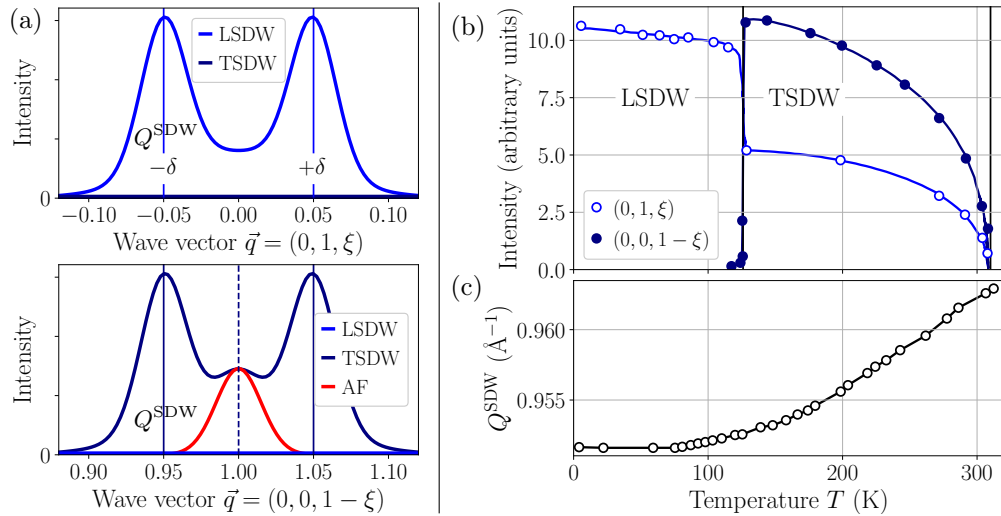 (a)
Intensity
LSDW
TSDW
Q^SDW
−δ
+δ
0
−0.10 −0.05 0.00 0.05 0.10
Wave vector q⃗ = (0, 1, ξ)
Intensity
LSDW
TSDW
AF
Q^SDW
0
0.90 0.95 1.00 1.05 1.10
Wave vector q⃗ = (0, 0, 1 − ξ)
(b)
Intensity (arbitrary units)
10.0
7.5
5.0
2.5
0.0
LSDW
TSDW
(0, 1, ξ)
(0, 0, 1 − ξ)
(c)
Q^SDW (Å⁻¹)
0.960
0.955
0 100 200 300
Temperature T (K)